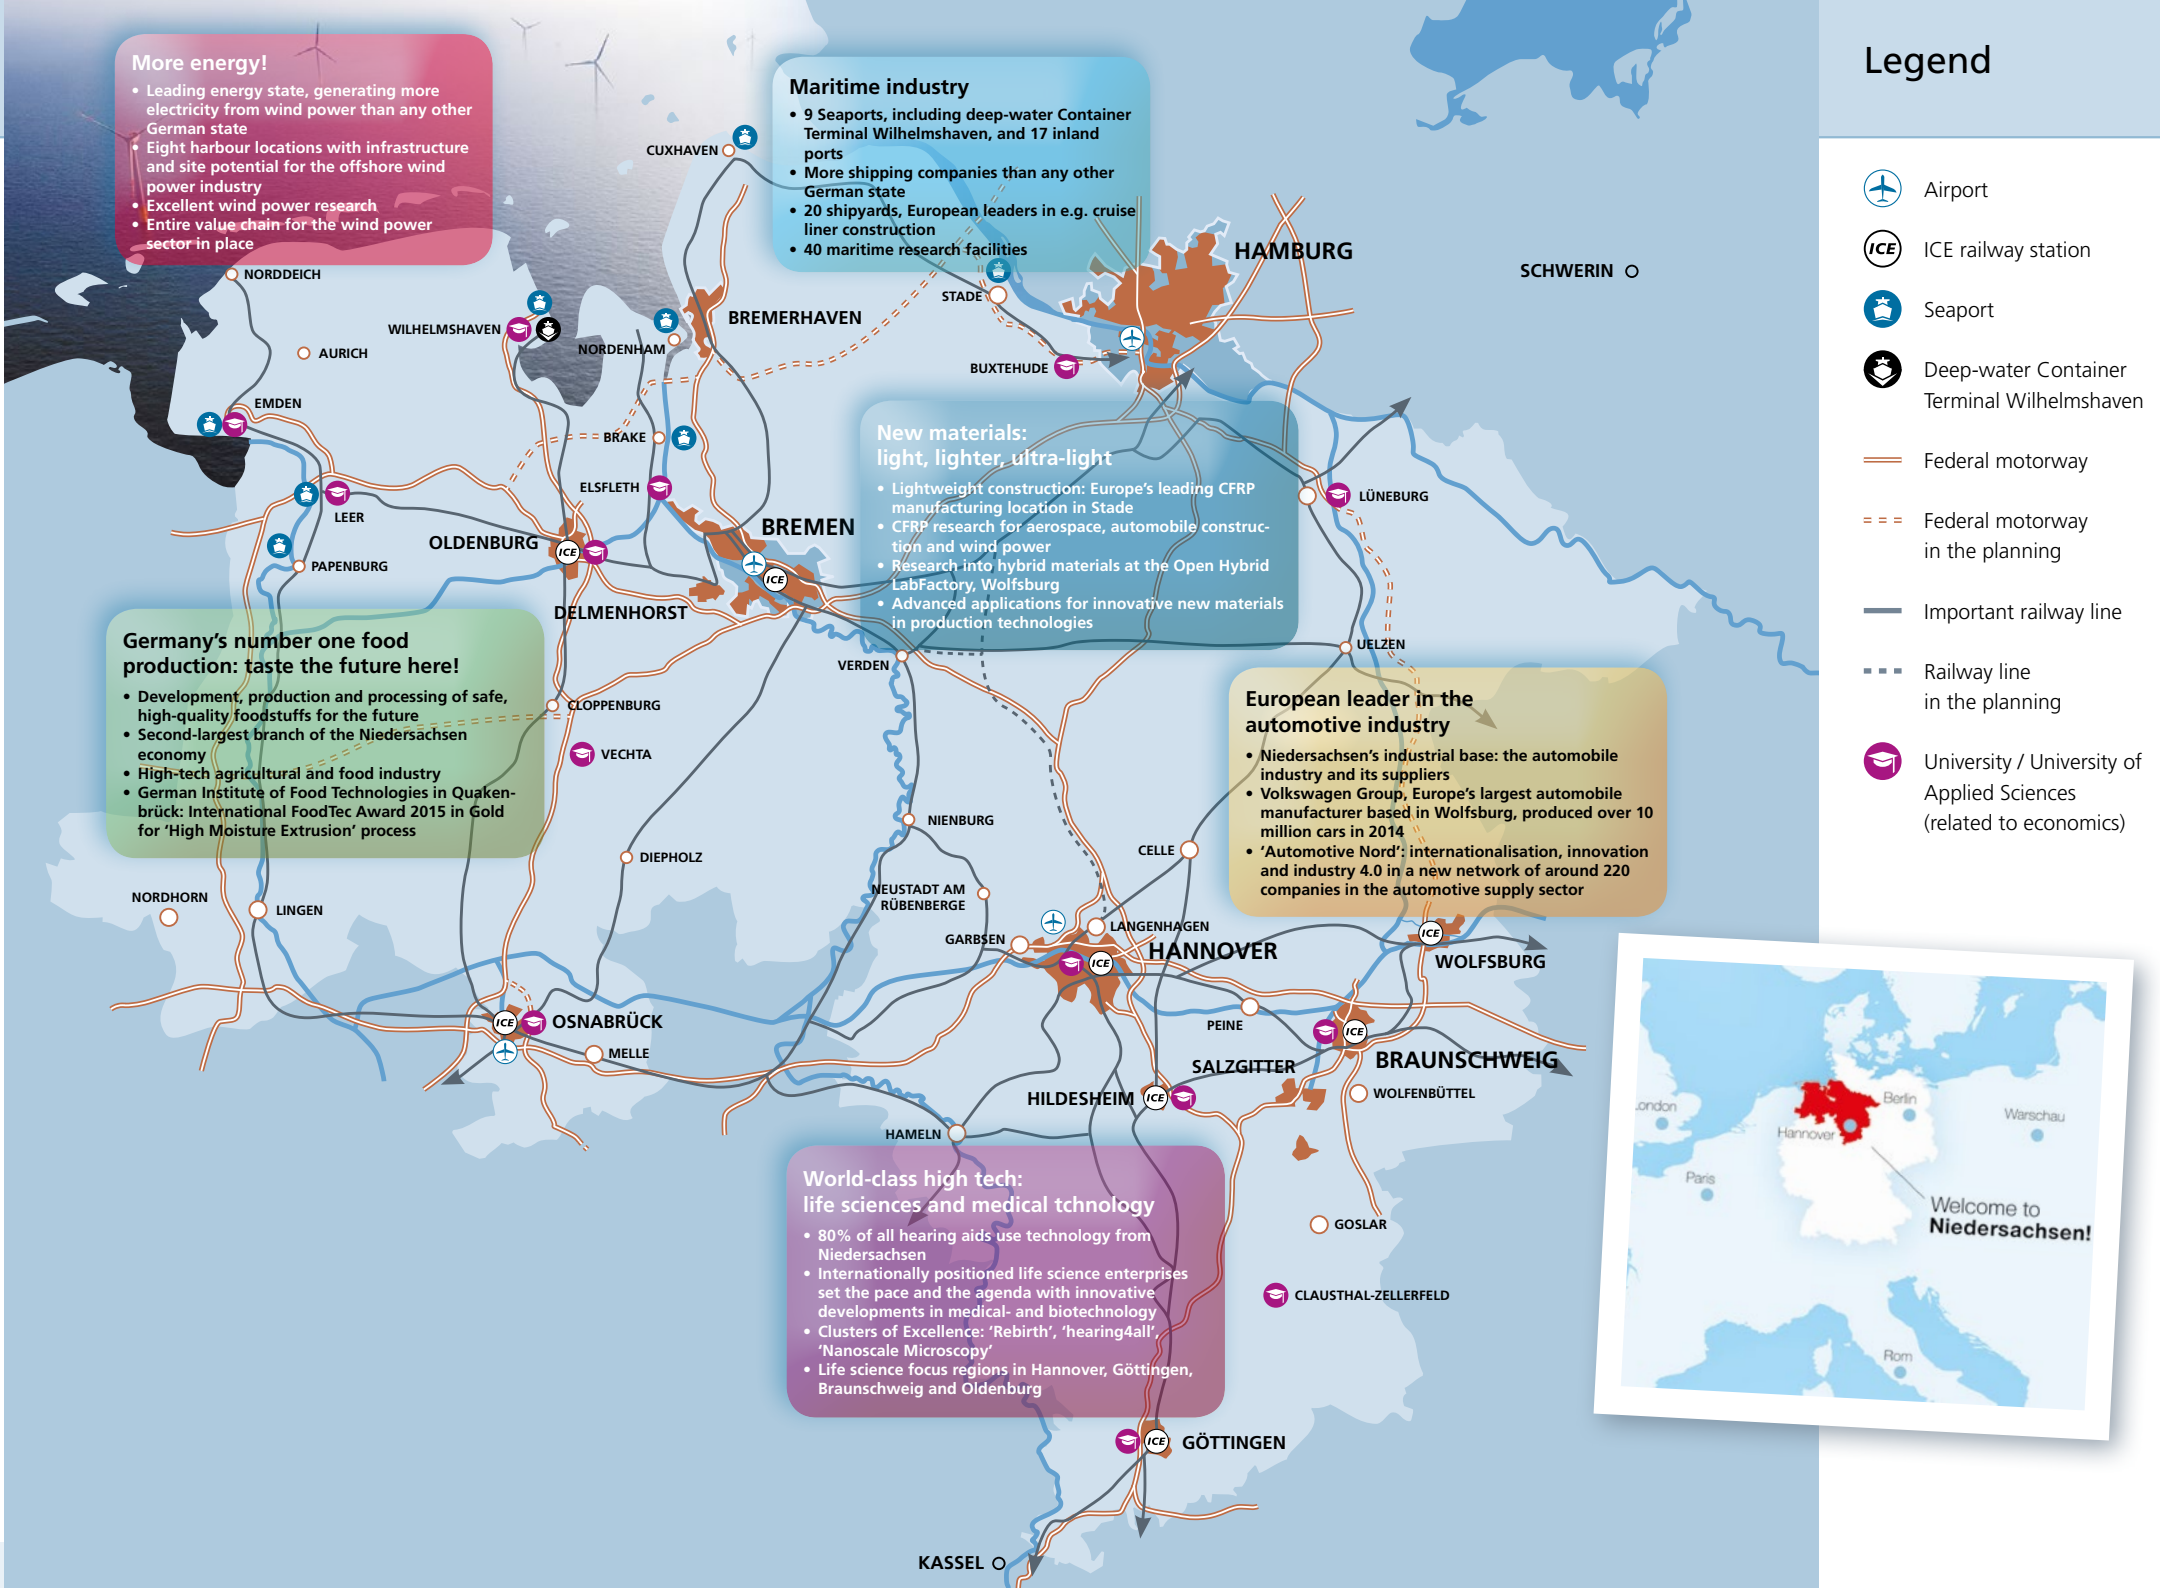 More energy!
• Leading energy state, generating more
electricity from wind power than any other
German state
• Eight harbour locations with infrastructure
and site potential for the offshore wind
power industry
• Excellent wind power research
• Entire value chain for the wind power
sector in place
Maritime industry
• 9 Seaports, including deep-water Container
Terminal Wilhelmshaven, and 17 inland
ports
• More shipping companies than any other
German state
• 20 shipyards, European leaders in e.g. cruise
liner construction
• 40 maritime research facilities
CUXHAVEN
HAMBURG
SCHWERIN
NORDDEICH
STADE
WILHELMSHAVEN
BREMERHAVEN
NORDENHAM
AURICH
BUXTEHUDE
EMDEN
BRAKE
New materials:
light, lighter, ultra-light
• Lightweight construction: Europe's leading CFRP
manufacturing location in Stade
• CFRP research for aerospace, automobile construc-
tion and wind power
• Research into hybrid materials at the Open Hybrid
LabFactory, Wolfsburg
• Advanced applications for innovative new materials
in production technologies
ELSFLETH
LÜNEBURG
LEER
BREMEN
OLDENBURG
ICE
PAPENBURG
ICE
DELMENHORST
UELZEN
VERDEN
Germany's number one food
production: taste the future here!
• Development, production and processing of safe,
high-quality foodstuffs for the future
• Second-largest branch of the Niedersachsen
economy
• High-tech agricultural and food industry
• German Institute of Food Technologies in Quaken-
brück: International FoodTec Award 2015 in Gold
for ‘High Moisture Extrusion’ process
CLOPPENBURG
VECHTA
European leader in the
automotive industry
• Niedersachsen's industrial base: the automobile
industry and its suppliers
• Volkswagen Group, Europe's largest automobile
manufacturer based in Wolfsburg, produced over 10
million cars in 2014
• ‘Automotive Nord’: internationalisation, innovation
and industry 4.0 in a new network of around 220
companies in the automotive supply sector
NIENBURG
DIEPHOLZ
CELLE
NORDHORN
LINGEN
NEUSTADT AM
RÜBENBERGE
LANGENHAGEN
GARBSEN
HANNOVER
ICE
ICE
WOLFSBURG
OSNABRÜCK
ICE
MELLE
PEINE
ICE
BRAUNSCHWEIG
SALZGITTER
WOLFENBÜTTEL
HILDESHEIM
ICE
HAMELN
World-class high tech:
life sciences and medical tchnology
• 80% of all hearing aids use technology from
Niedersachsen
• Internationally positioned life science enterprises
set the pace and the agenda with innovative
developments in medical- and biotechnology
• Clusters of Excellence: ‘Rebirth’, ‘hearing4all’,
‘Nanoscale Microscopy’
• Life science focus regions in Hannover, Göttingen,
Braunschweig and Oldenburg
GOSLAR
CLAUSTHAL-ZELLERFELD
ICE
GÖTTINGEN
KASSEL
Legend
Airport
ICE
ICE railway station
Seaport
Deep-water Container
Terminal Wilhelmshaven
Federal motorway
Federal motorway
in the planning
Important railway line
Railway line
in the planning
University / University of
Applied Sciences
(related to economics)
ondon
Berlin
Warschau
Hannover
Paris
Welcome to
Niedersachsen!
Rom